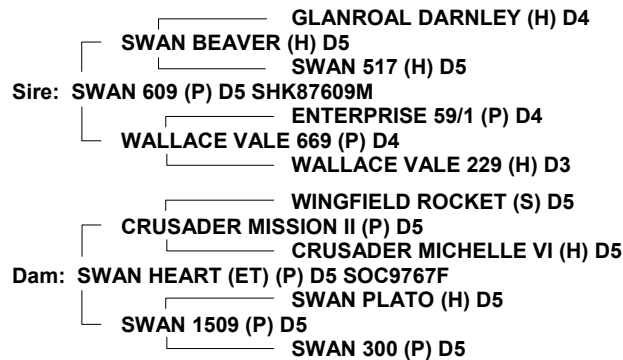 GLANROAL DARNLEY (H) D4
SWAN BEAVER (H) D5
SWAN 517 (H) D5
Sire: SWAN 609 (P) D5 SHK87609M
ENTERPRISE 59/1 (P) D4
WALLACE VALE 669 (P) D4
WALLACE VALE 229 (H) D3
WINGFIELD ROCKET (S) D5
CRUSADER MISSION II (P) D5
CRUSADER MICHELLE VI (H) D5
Dam: SWAN HEART (ET) (P) D5 SOC9767F
SWAN PLATO (H) D5
SWAN 1509 (P) D5
SWAN 300 (P) D5